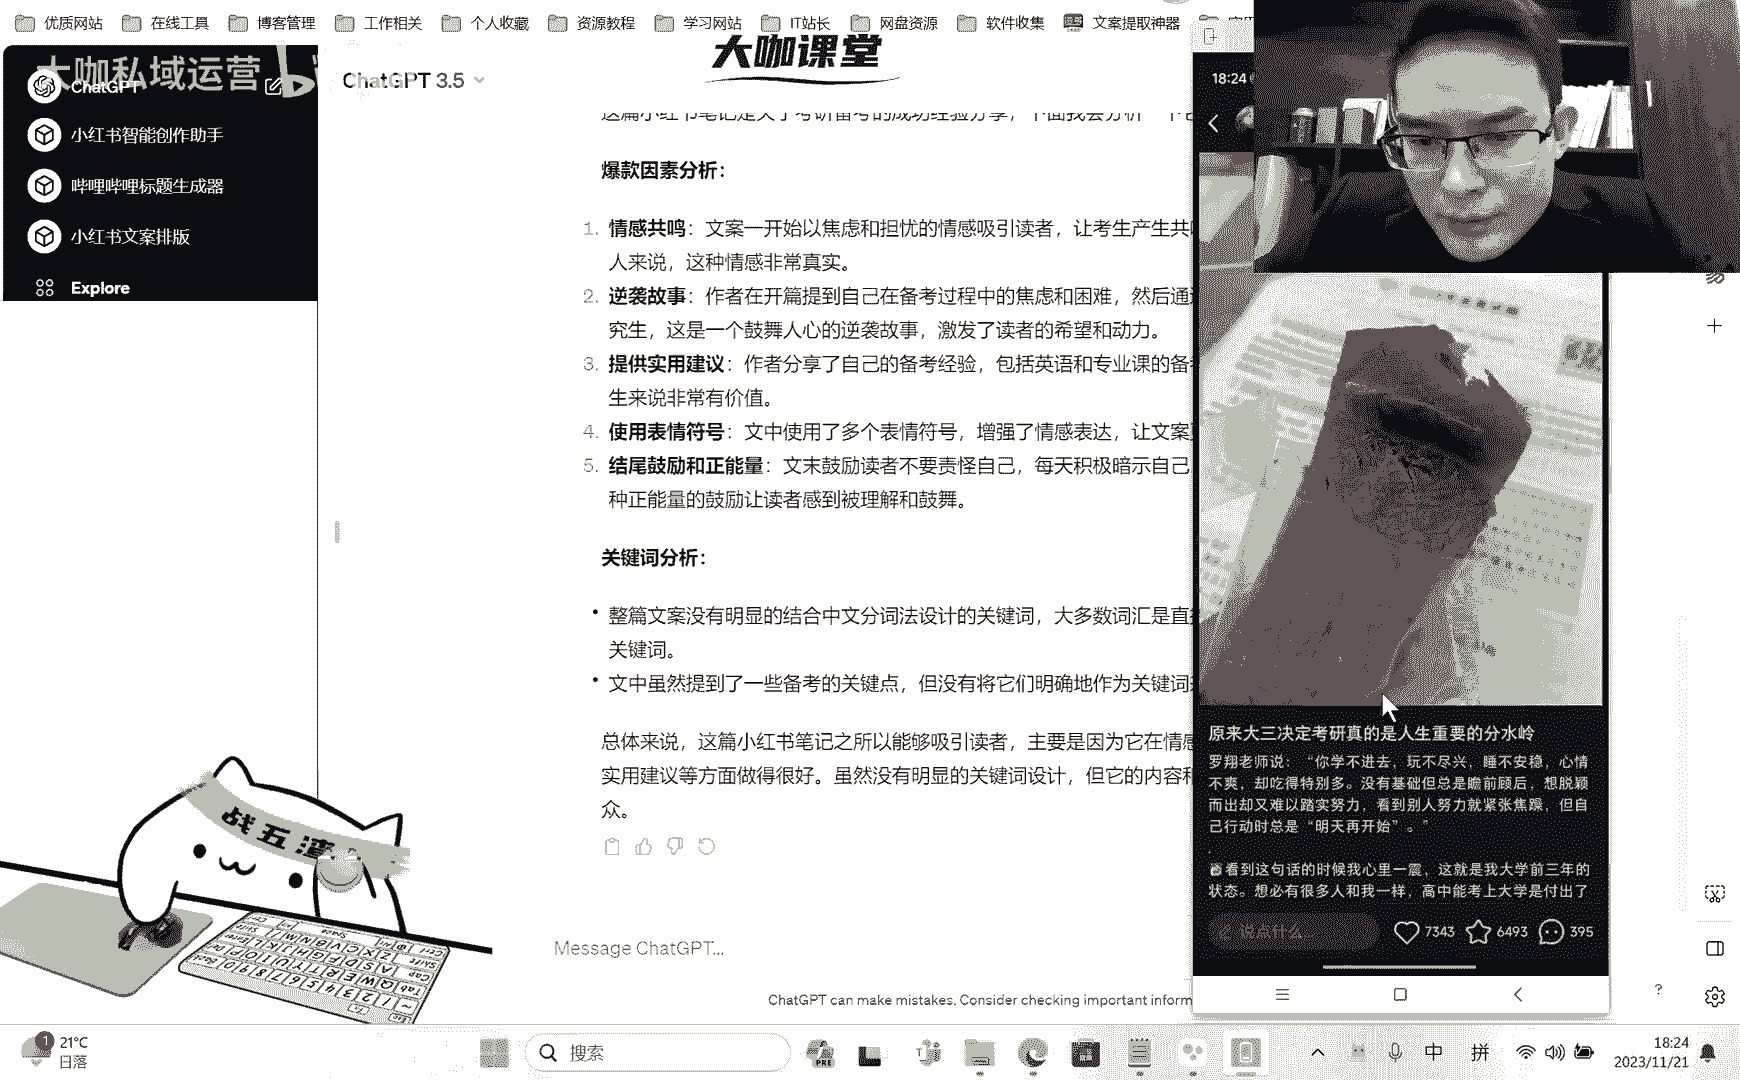 优质网站
在线工具
博客管理
工作相关
个人收藏
资源教程
学习网站
IT站长
网盘资源
软件收集
文案提取神器
大咖私域运营
ChatGPT
小红书智能创作助手
哔哩哔哩标题生成器
小红书文案排版
Explore
ChatGPT 3.5
大咖课堂
这篇小红书笔记是关于考研备考的成功经验分享，下面我会分析一下它
爆款因素分析：
1. 情感共鸣：文案一开始以焦虑和担忧的情感吸引读者，让考生产生共
人来说，这种情感非常真实。
2. 逆袭故事：作者在开篇提到自己在备考过程中的焦虑和困难，然后通
究生，这是一个鼓舞人心的逆袭故事，激发了读者的希望和动力。
3. 提供实用建议：作者分享了自己的备考经验，包括英语和专业课的备
生来说非常有价值。
4. 使用表情符号：文中使用了多个表情符号，增强了情感表达，让文案
5. 结尾鼓励和正能量：文末鼓励读者不要责怪自己，每天积极暗示自己
种正能量的鼓励让读者感到被理解和鼓舞。
关键词分析：
• 整篇文案没有明显的结合中文分词法设计的关键词，大多数词汇是直
关键词。
• 文中虽然提到了一些备考的关键点，但没有将它们明确地作为关键词
总体来说，这篇小红书笔记之所以能够吸引读者，主要是因为它在情感
实用建议等方面做得很好。虽然没有明显的关键词设计，但它的内容和
众。
Message ChatGPT...
ChatGPT can make mistakes. Consider checking important inform
18:24
原来大三决定考研真的是人生重要的分水岭
罗翔老师说：“你学不进去，玩不尽兴，睡不安稳，心情
不爽，却吃得特别多。没有基础但总是瞻前顾后，想脱颖
而出却又难以踏实努力，看到别人努力就紧张焦躁，但自
己行动时总是“明天再开始”。”
看到这句话的时候我心里一震，这就是我大学前三年的
状态。想必有很多人和我一样，高中能考上大学是付出了
说点什么...
7343
6493
395
战五渣
?
1
21°C
日落
搜索
PRE
中
拼
18:24
2023/11/21